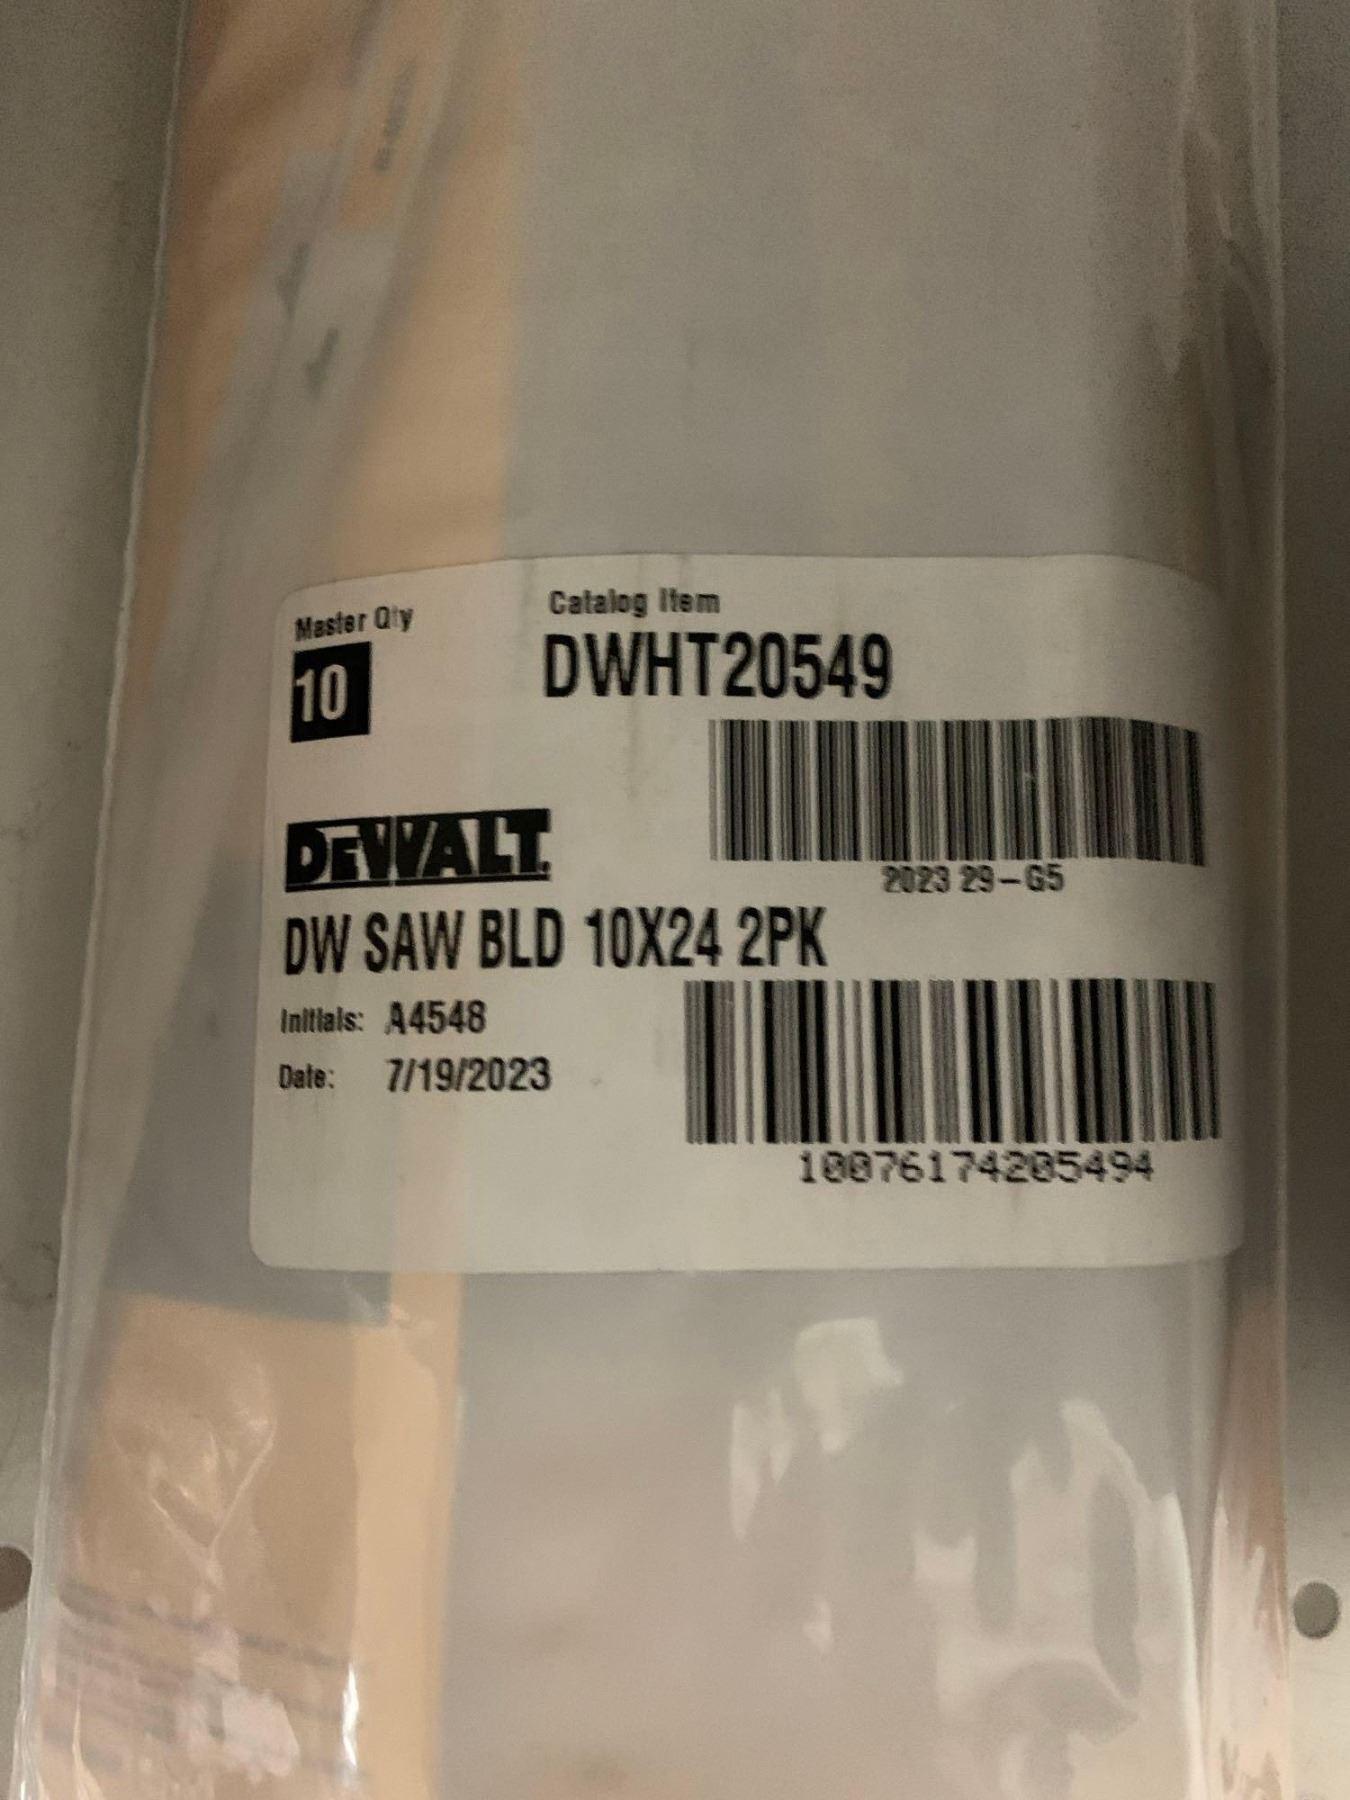 Master Qty
Catalog Item
10
DWHT20549
DEWALT
2023 29-G5
DW SAW BLD 10X24 2PK
Initials: A4548
Date: 7/19/2023
10076174205494